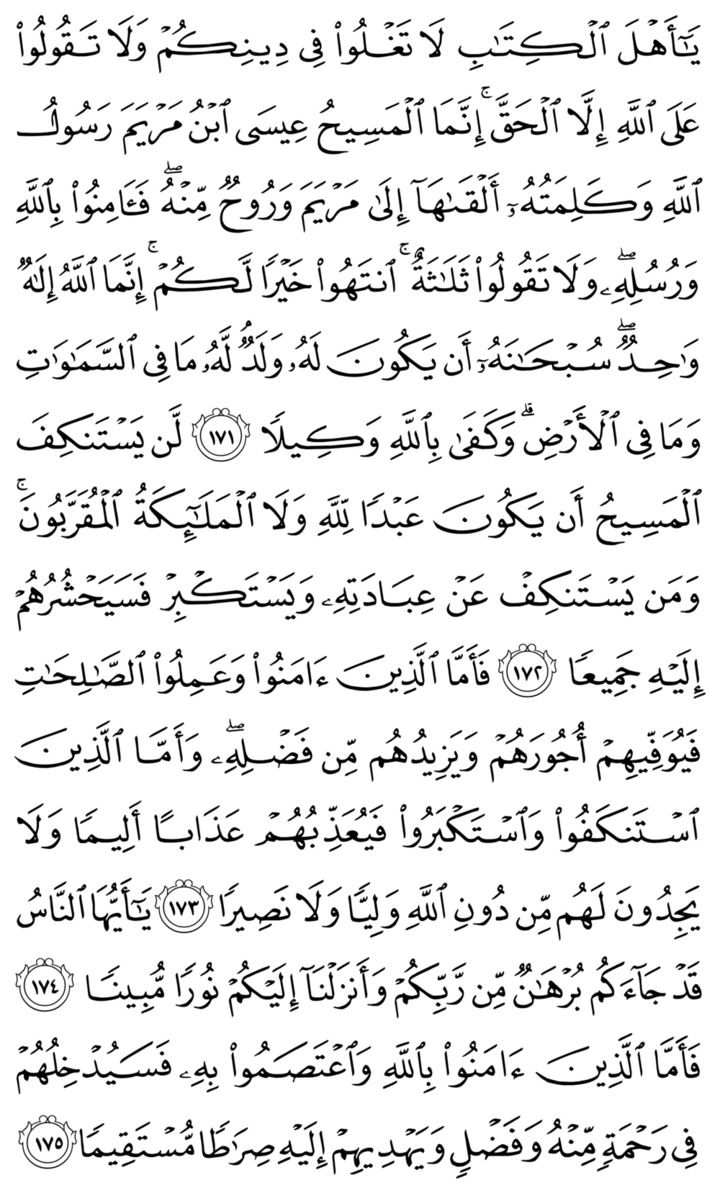 يَـٰٓأَهۡلَ ٱلۡكِتَـٰبِ لَا تَغۡلُواْ فِي دِينِكُمۡ وَلَا تَقُولُواْ
عَلَى ٱللَّهِ إِلَّا ٱلۡحَقَّۚ إِنَّمَا ٱلۡمَسِيحُ عِيسَى ٱبۡنُ مَرۡيَمَ رَسُولُ
ٱللَّهِ وَكَلِمَتُهُۥٓ أَلۡقَىٰهَآ إِلَىٰ مَرۡيَمَ وَرُوحٞ مِّنۡهُۖ فَـَٔامِنُواْ بِٱللَّهِ
وَرُسُلِهِۦۖ وَلَا تَقُولُواْ ثَلَـٰثَةٌۚ ٱنتَهُواْ خَيۡرٗا لَّكُمۡۚ إِنَّمَا ٱللَّهُ إِلَـٰهٞ
وَٰحِدٞۖ سُبۡحَـٰنَهُۥٓ أَن يَكُونَ لَهُۥ وَلَدٞۘ لَّهُۥ مَا فِي ٱلسَّمَـٰوَٰتِ
وَمَا فِي ٱلۡأَرۡضِۗ وَكَفَىٰ بِٱللَّهِ وَكِيلٗا ١٧١ لَّن يَسۡتَنكِفَ
ٱلۡمَسِيحُ أَن يَكُونَ عَبۡدٗا لِّلَّهِ وَلَا ٱلۡمَلَـٰٓئِكَةُ ٱلۡمُقَرَّبُونَۚ
وَمَن يَسۡتَنكِفۡ عَنۡ عِبَادَتِهِۦ وَيَسۡتَكۡبِرۡ فَسَيَحۡشُرُهُمۡ
إِلَيۡهِ جَمِيعٗا ١٧٢ فَأَمَّا ٱلَّذِينَ ءَامَنُواْ وَعَمِلُواْ ٱلصَّـٰلِحَـٰتِ
فَيُوَفِّيهِمۡ أُجُورَهُمۡ وَيَزِيدُهُم مِّن فَضۡلِهِۦۖ وَأَمَّا ٱلَّذِينَ
ٱسۡتَنكَفُواْ وَٱسۡتَكۡبَرُواْ فَيُعَذِّبُهُمۡ عَذَابًا أَلِيمٗا وَلَا
يَجِدُونَ لَهُم مِّن دُونِ ٱللَّهِ وَلِيّٗا وَلَا نَصِيرٗا ١٧٣ يَـٰٓأَيُّهَا ٱلنَّاسُ
قَدۡ جَآءَكُم بُرۡهَـٰنٞ مِّن رَّبِّكُمۡ وَأَنزَلۡنَآ إِلَيۡكُمۡ نُورٗا مُّبِينٗا ١٧٤
فَأَمَّا ٱلَّذِينَ ءَامَنُواْ بِٱللَّهِ وَٱعۡتَصَمُواْ بِهِۦ فَسَيُدۡخِلُهُمۡ
فِي رَحۡمَةٖ مِّنۡهُ وَفَضۡلٖ وَيَهۡدِيهِمۡ إِلَيۡهِ صِرَٰطٗا مُّسۡتَقِيمٗا ١٧٥